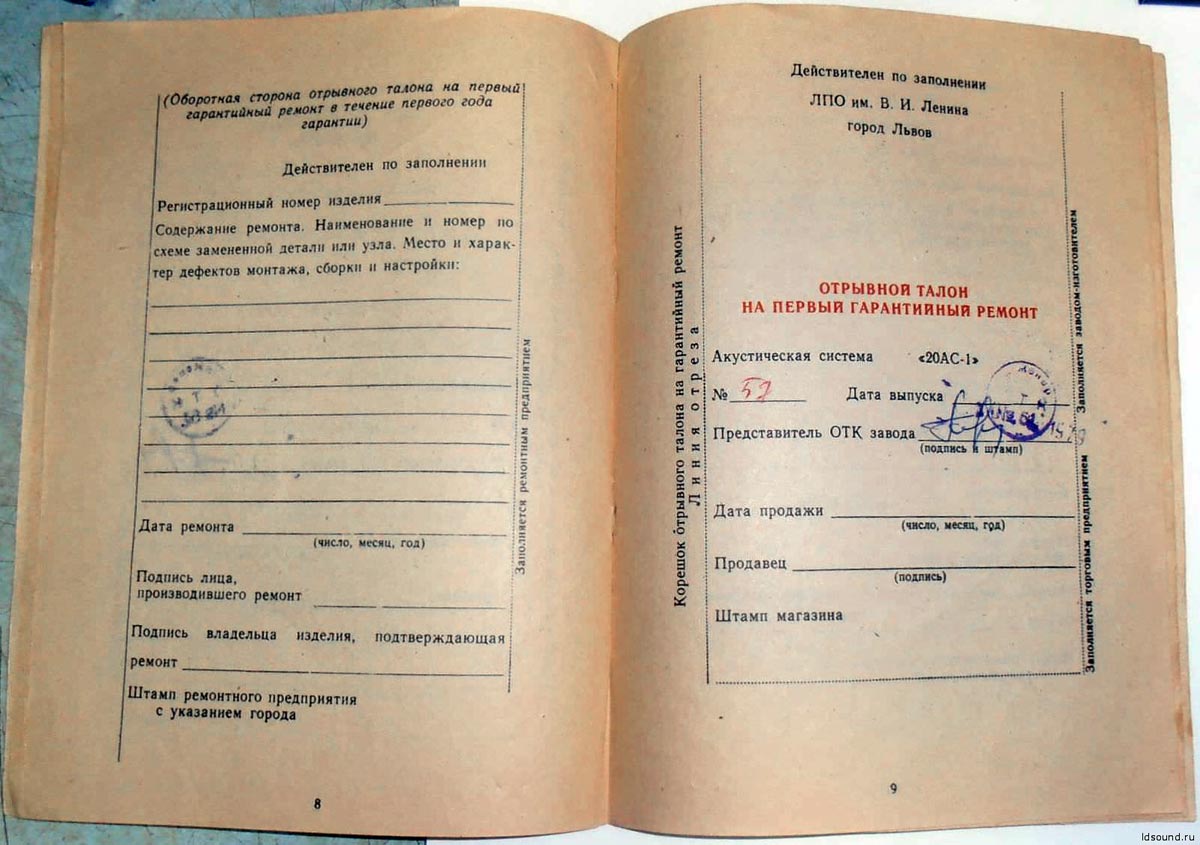 (Оборотная сторона отрывного талона на первый
гарантийный ремонт в течение первого года
гарантии)
Действителен по заполнении
Регистрационный номер изделия
Содержание ремонта. Наименование и номер по
схеме замененной детали или узла. Место и харак-
тер дефектов монтажа, сборки и настройки:
Дата ремонта
(число, месяц, год)
Подпись лица,
производившего ремонт
Подпись владельца изделия, подтверждающая
ремонт
Штамп ремонтного предприятия
с указанием города
Заполняется ремонтным предприятием
8
Корешок отрывного талона на гарантийный ремонт
Линия отреза
Действителен по заполнении
ЛПО им. В. И. Ленина
город Львов
ОТРЫВНОЙ ТАЛОН
НА ПЕРВЫЙ ГАРАНТИЙНЫЙ РЕМОНТ
Акустическая система «20АС-1»
№ 57 Дата выпуска
Представитель ОТК завода
(подпись и штамп)
Дата продажи
(число, месяц, год)
Продавец
(подпись)
Штамп магазина
Заполняется торговым предприятием Заполняется заводом-изготовителем
9
ldsound.ru